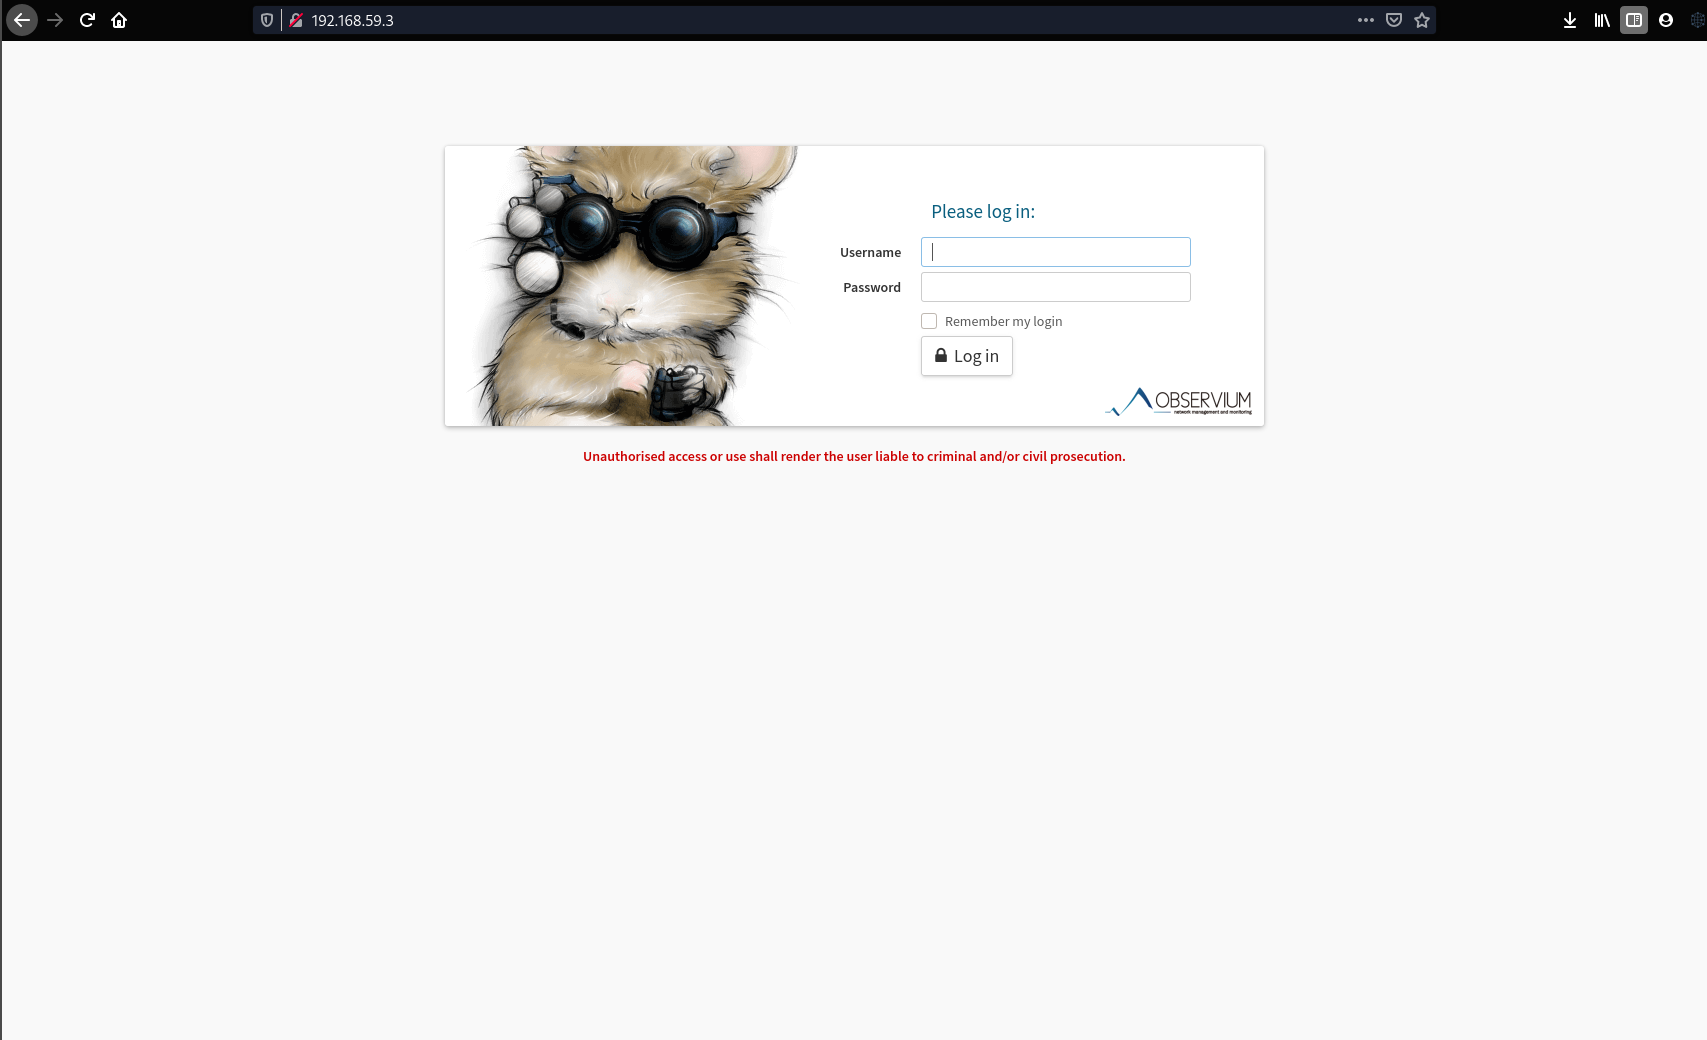 192.168.59.3
Please log in:
Username
Password
Remember my login
Log in
OBSERVIUM
network management and monitoring
Unauthorised access or use shall render the user liable to criminal and/or civil prosecution.